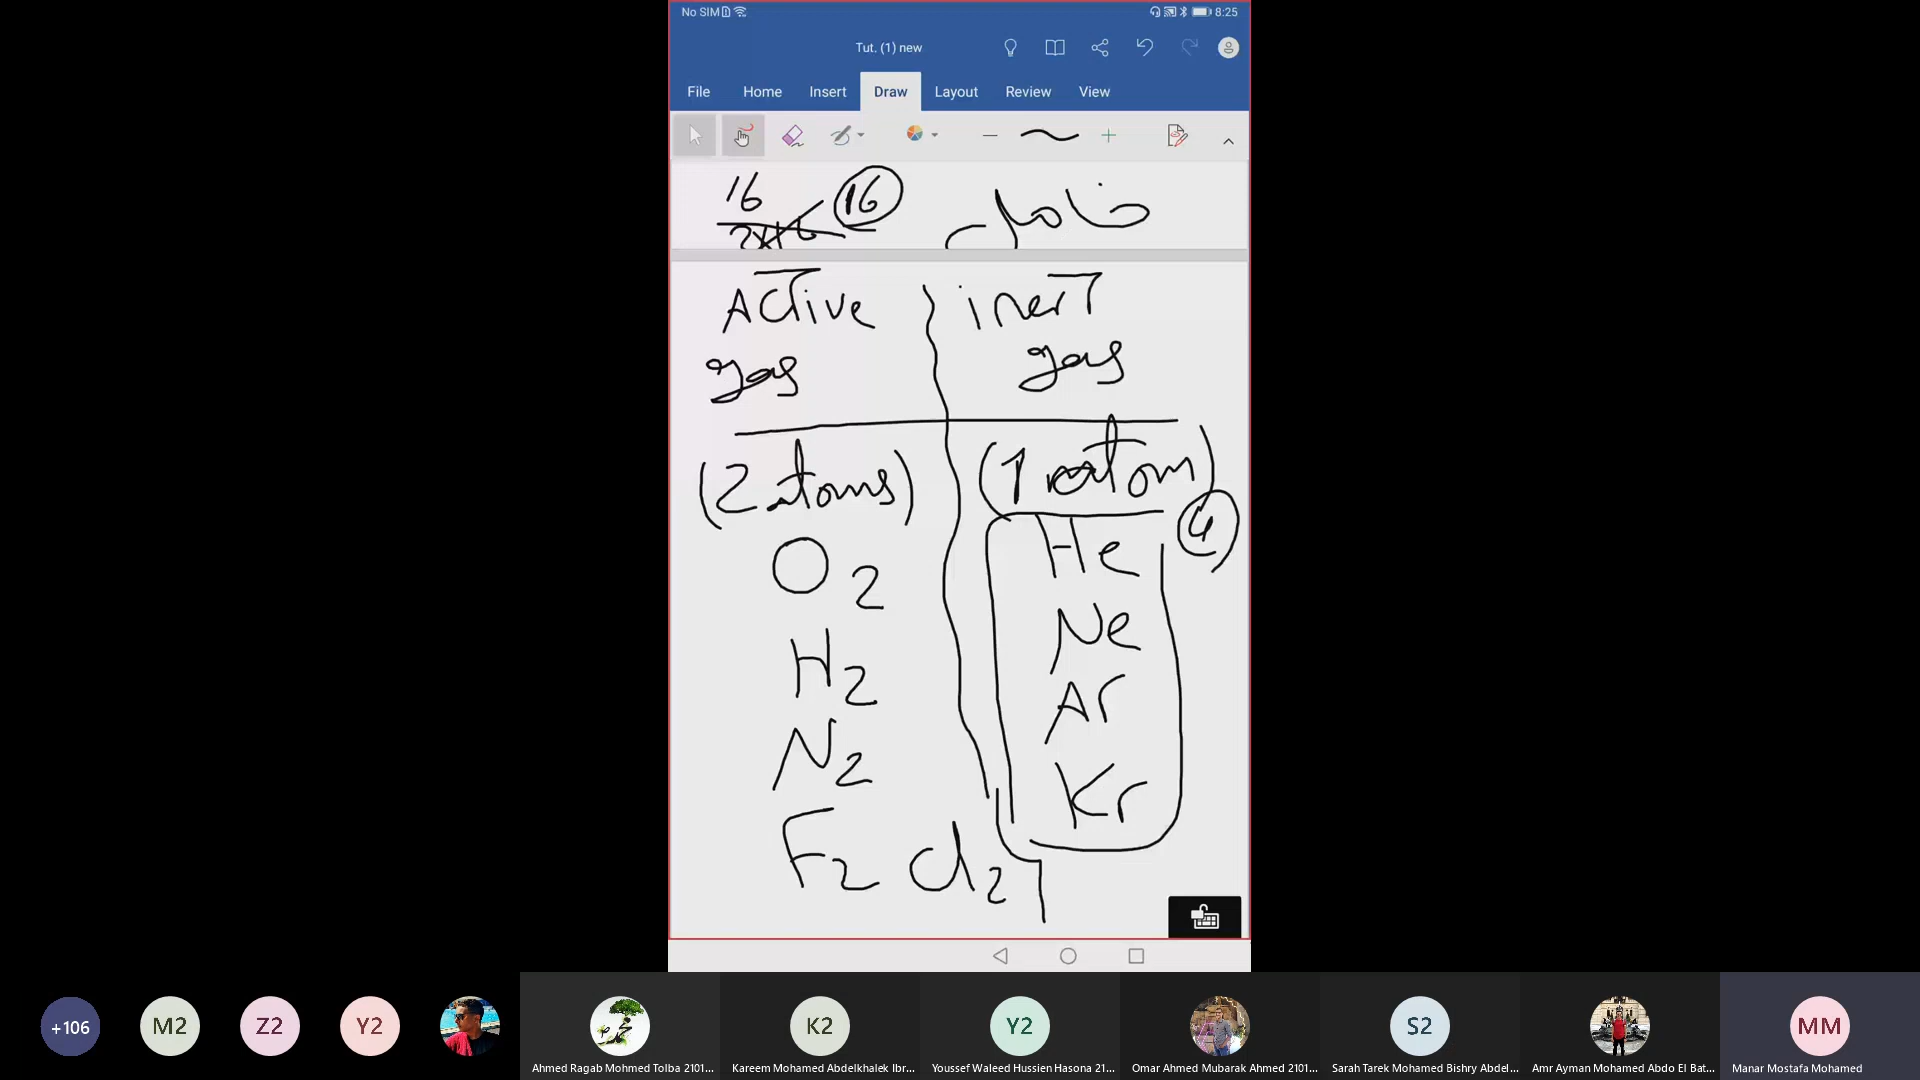 No SIM 8:25
Tut. (1) new
File Home Insert Draw Layout Review View
16 16
Active inert
gas gas
(2 atoms) (1 atom)
4
O2 He
H2 Ne
N2 Ar
F2 Cl2 Kr
+106 M2 Z2 Y2 K2 Y2 S2 MM
Ahmed Ragab Mohmed Tolba 2101... Kareem Mohamed Abdelkhalek Ibr... Youssef Waleed Hussien Hasona 21... Omar Ahmed Mubarak Ahmed 2101... Sarah Tarek Mohamed Bishry Abdel... Amr Ayman Mohamed Abdo El Bat... Manar Mostafa Mohamed